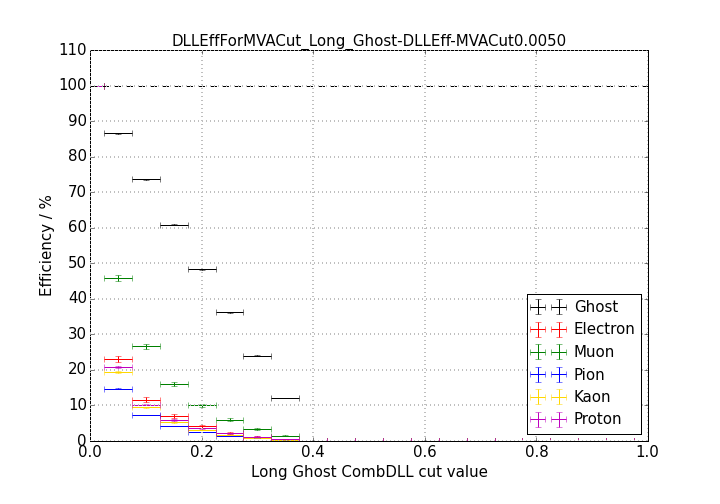 DLLEffForMVACut_Long_Ghost-DLLEff-MVACut0.0050
110
100
90
80
70
60
50
40
30
20
10
0
Efficiency / %
Ghost
Electron
Muon
Pion
Kaon
Proton
0.0 0.2 0.4 0.6 0.8 1.0
Long Ghost CombDLL cut value